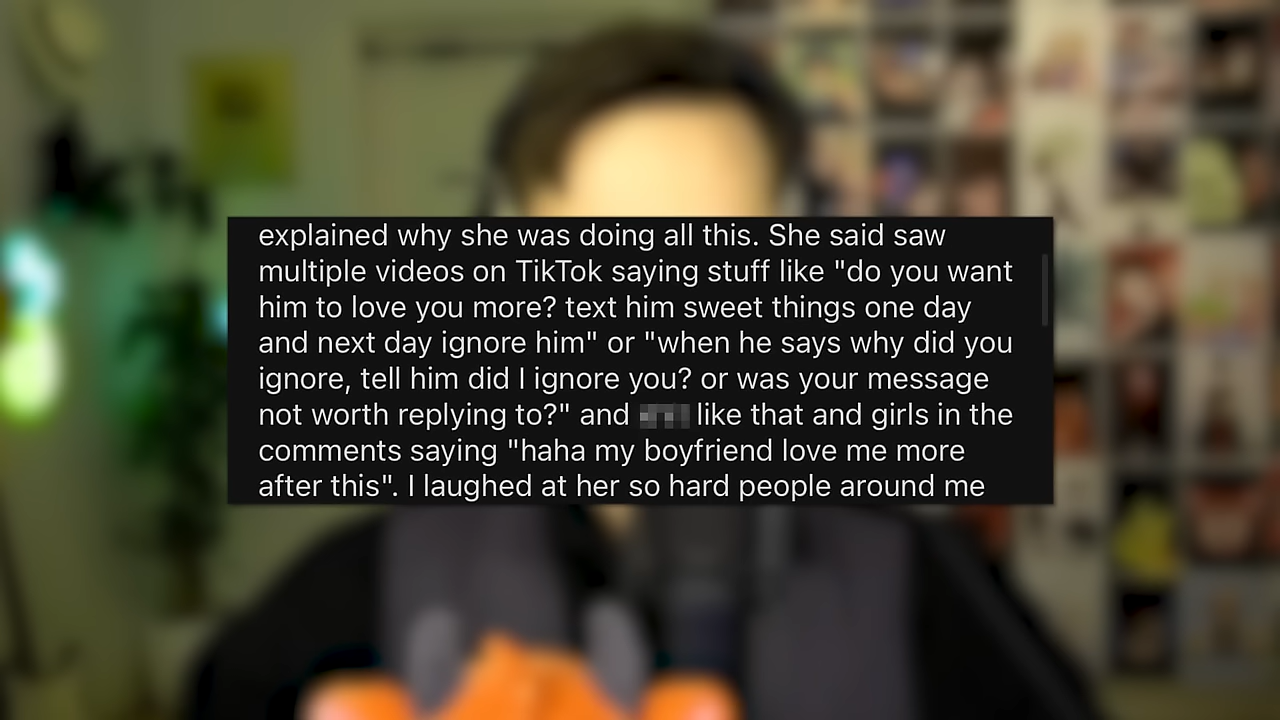 explained why she was doing all this. She said saw
multiple videos on TikTok saying stuff like "do you want
him to love you more? text him sweet things one day
and next day ignore him" or "when he says why did you
ignore, tell him did I ignore you? or was your message
not worth replying to?" and like that and girls in the
comments saying "haha my boyfriend love me more
after this". I laughed at her so hard people around me